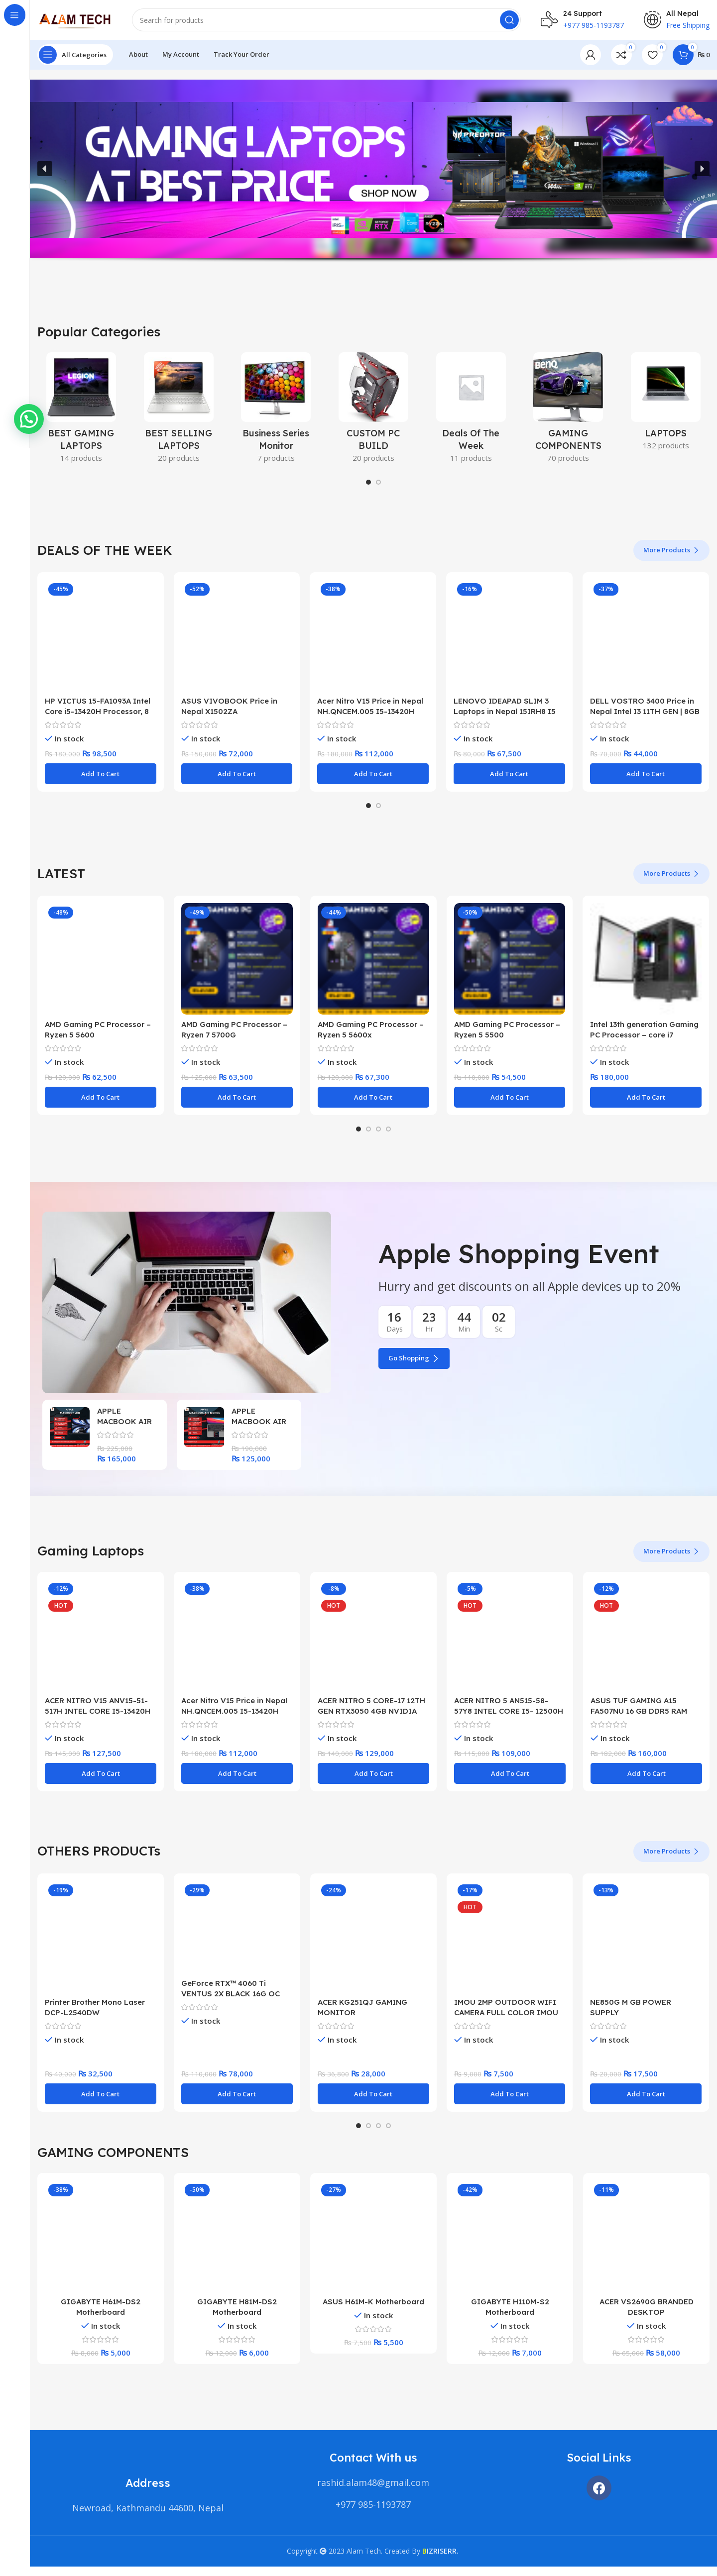 ALAM TECH
Search for products
24 Support
+977 985-1193787
All Nepal
Free Shipping
All Categories
About
My Account
Track Your Order
0
0
0
₨ 0
GAMING LAPTOPS
AT BEST PRICE
SHOP NOW
PREDATOR
RTX
Popular Categories
LEGION
BEST GAMING
LAPTOPS
14 products
BEST SELLING
LAPTOPS
20 products
Business Series
Monitor
7 products
CUSTOM PC
BUILD
20 products
Deals Of The
Week
11 products
BenQ
GAMING
COMPONENTS
70 products
LAPTOPS
132 products
DEALS OF THE WEEK
More Products
-45%
HP VICTUS 15-FA1093A Intel
Core i5-13420H Processor, 8
In stock
₨ 180,000 ₨ 98,500
Add To Cart
-52%
ASUS VIVOBOOK Price in
Nepal X1502ZA
In stock
₨ 150,000 ₨ 72,000
Add To Cart
-38%
Acer Nitro V15 Price in Nepal
NH.QNCEM.005 I5-13420H
In stock
₨ 180,000 ₨ 112,000
Add To Cart
-16%
LENOVO IDEAPAD SLIM 3
Laptops in Nepal 15IRH8 I5
In stock
₨ 80,000 ₨ 67,500
Add To Cart
-37%
DELL VOSTRO 3400 Price in
Nepal Intel I3 11TH GEN | 8GB
In stock
₨ 70,000 ₨ 44,000
Add To Cart
LATEST
More Products
-48%
AMD Gaming PC Processor –
Ryzen 5 5600
In stock
₨ 120,000 ₨ 62,500
Add To Cart
-49%
AMD Gaming PC Processor –
Ryzen 7 5700G
In stock
₨ 125,000 ₨ 63,500
Add To Cart
-44%
AMD Gaming PC Processor –
Ryzen 5 5600x
In stock
₨ 120,000 ₨ 67,300
Add To Cart
-50%
AMD Gaming PC Processor –
Ryzen 5 5500
In stock
₨ 110,000 ₨ 54,500
Add To Cart
Intel 13th generation Gaming
PC Processor – core i7
In stock
₨ 180,000
Add To Cart
Apple Shopping Event
Hurry and get discounts on all Apple devices up to 20%
16
Days
23
Hr
44
Min
02
Sc
Go Shopping
APPLE
MACBOOK AIR
₨ 225,000
₨ 165,000
APPLE
MACBOOK AIR
₨ 190,000
₨ 125,000
Gaming Laptops
More Products
-12%
HOT
ACER NITRO V15 ANV15-51-
517H INTEL CORE I5-13420H
In stock
₨ 145,000 ₨ 127,500
Add To Cart
-38%
Acer Nitro V15 Price in Nepal
NH.QNCEM.005 I5-13420H
In stock
₨ 180,000 ₨ 112,000
Add To Cart
-8%
HOT
ACER NITRO 5 CORE-17 12TH
GEN RTX3050 4GB NVIDIA
In stock
₨ 140,000 ₨ 129,000
Add To Cart
-5%
HOT
ACER NITRO 5 AN515-58-
57Y8 INTEL CORE I5- 12500H
In stock
₨ 115,000 ₨ 109,000
Add To Cart
-12%
HOT
ASUS TUF GAMING A15
FA507NU 16 GB DDR5 RAM
In stock
₨ 182,000 ₨ 160,000
Add To Cart
OTHERS PRODUCTs
More Products
-19%
Printer Brother Mono Laser
DCP-L2540DW
In stock
₨ 40,000 ₨ 32,500
Add To Cart
-29%
GeForce RTX™ 4060 Ti
VENTUS 2X BLACK 16G OC
In stock
₨ 110,000 ₨ 78,000
Add To Cart
-24%
ACER KG251QJ GAMING
MONITOR
In stock
₨ 36,800 ₨ 28,000
Add To Cart
-17%
HOT
IMOU 2MP OUTDOOR WIFI
CAMERA FULL COLOR IMOU
In stock
₨ 9,000 ₨ 7,500
Add To Cart
-13%
NE850G M GB POWER
SUPPLY
In stock
₨ 20,000 ₨ 17,500
Add To Cart
GAMING COMPONENTS
-38%
GIGABYTE H61M-DS2
Motherboard
In stock
₨ 8,000 ₨ 5,000
-50%
GIGABYTE H81M-DS2
Motherboard
In stock
₨ 12,000 ₨ 6,000
-27%
ASUS H61M-K Motherboard
In stock
₨ 7,500 ₨ 5,500
-42%
GIGABYTE H110M-S2
Motherboard
In stock
₨ 12,000 ₨ 7,000
-11%
ACER VS2690G BRANDED
DESKTOP
In stock
₨ 65,000 ₨ 58,000
Address
Newroad, Kathmandu 44600, Nepal
Contact With us
rashid.alam48@gmail.com
+977 985-1193787
Social Links
Copyright 2023 Alam Tech. Created By BIZRISERR.